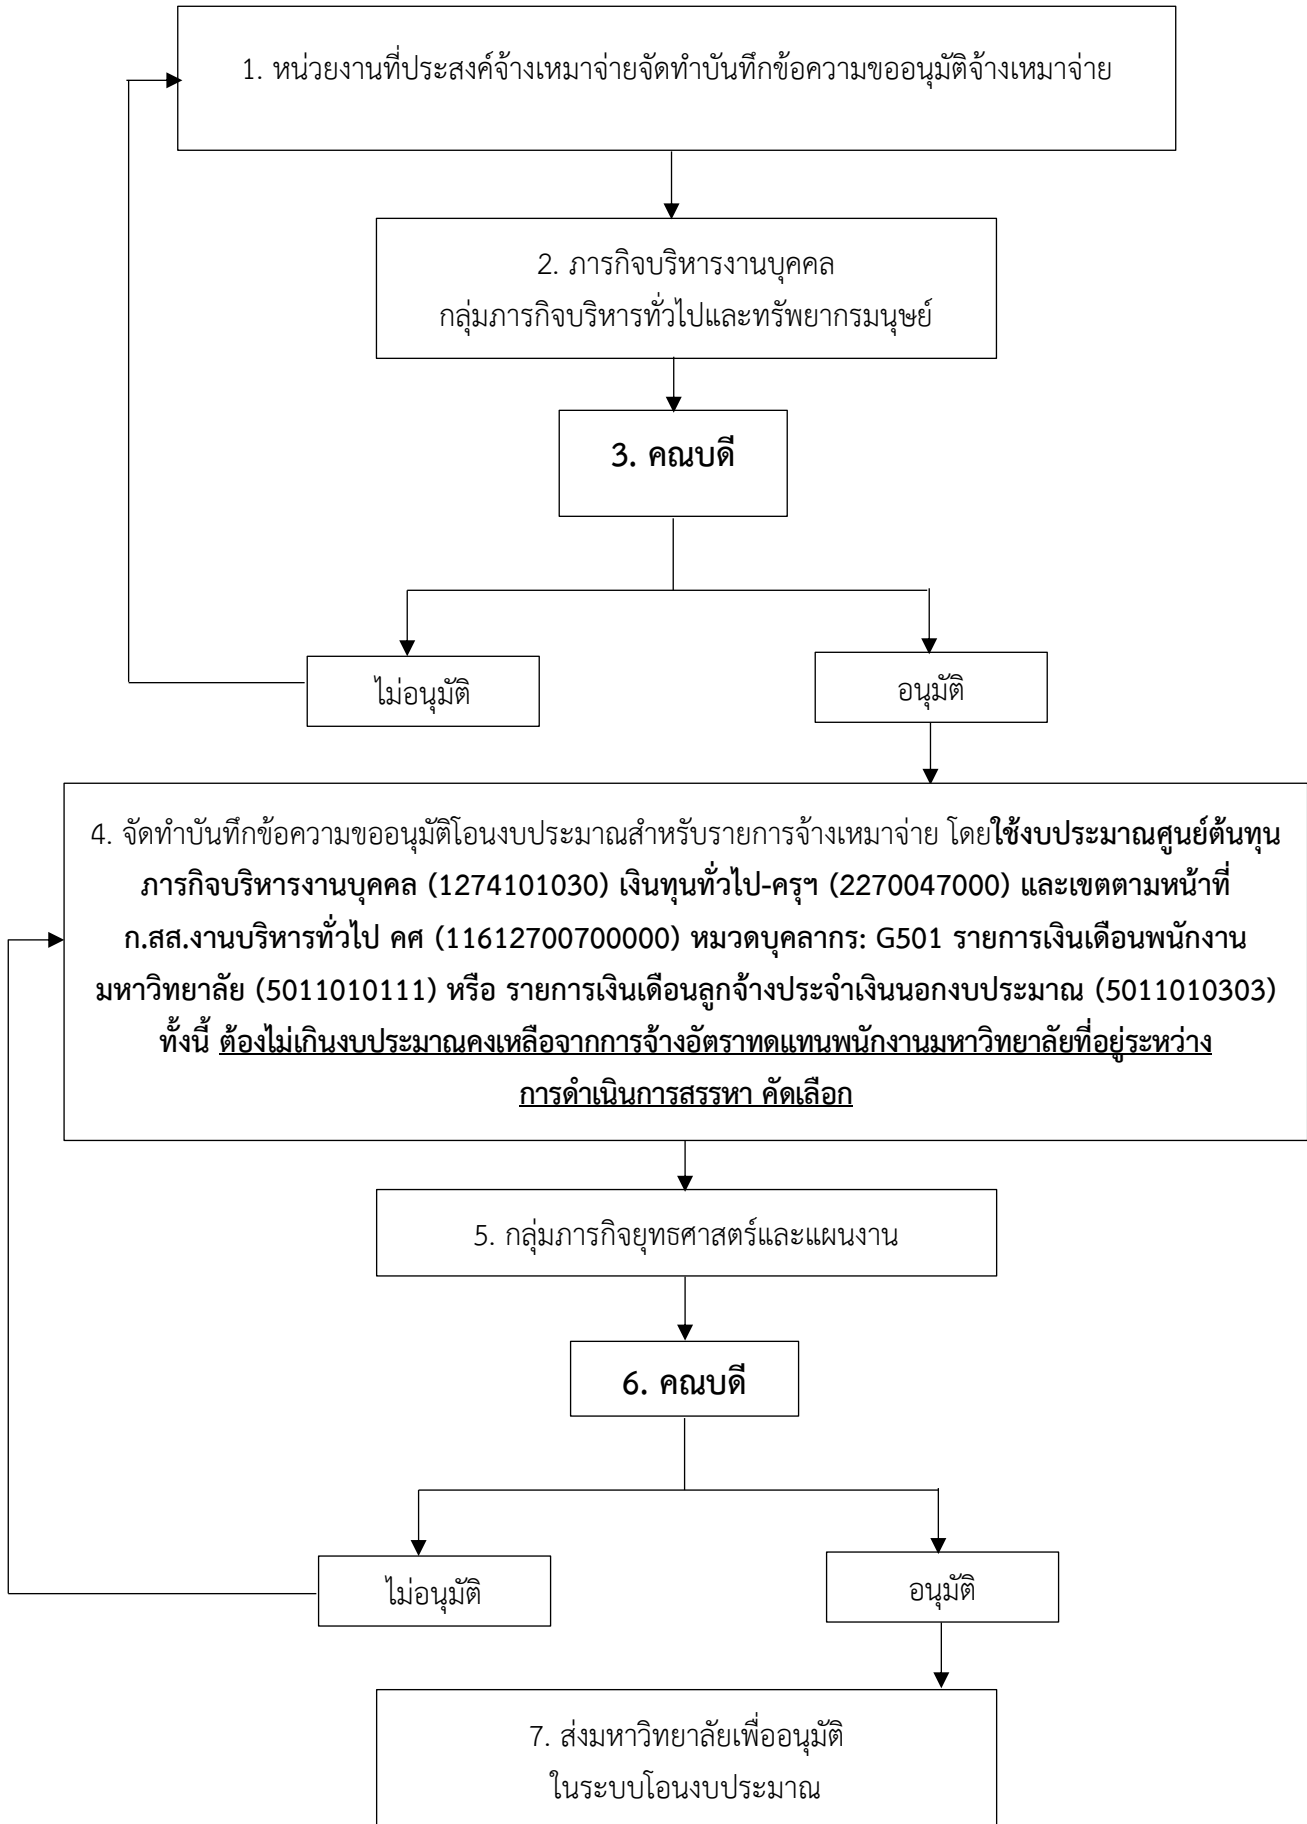 1. หน่วยงานที่ประสงค์จ้างเหมาจ่ายจัดทำบันทึกข้อความขออนุมัติจ้างเหมาจ่าย
2. ภารกิจบริหารงานบุคคล
กลุ่มภารกิจบริหารทั่วไปและทรัพยากรมนุษย์
3. คณบดี
ไม่อนุมัติ
อนุมัติ
4. จัดทำบันทึกข้อความขออนุมัติโอนงบประมาณสำหรับรายการจ้างเหมาจ่าย โดยใช้งบประมาณศูนย์ต้นทุน
ภารกิจบริหารงานบุคคล (1274101030) เงินทุนทั่วไป-ครุฯ (2270047000) และเขตตามหน้าที่
ก.สส.งานบริหารทั่วไป คศ (11612700700000) หมวดบุคลากร: G501 รายการเงินเดือนพนักงาน
มหาวิทยาลัย (5011010111) หรือ รายการเงินเดือนลูกจ้างประจำเงินนอกงบประมาณ (5011010303)
ทั้งนี้ ต้องไม่เกินงบประมาณคงเหลือจากการจ้างอัตราทดแทนพนักงานมหาวิทยาลัยที่อยู่ระหว่าง
การดำเนินการสรรหา คัดเลือก
5. กลุ่มภารกิจยุทธศาสตร์และแผนงาน
6. คณบดี
ไม่อนุมัติ
อนุมัติ
7. ส่งมหาวิทยาลัยเพื่ออนุมัติ
ในระบบโอนงบประมาณ